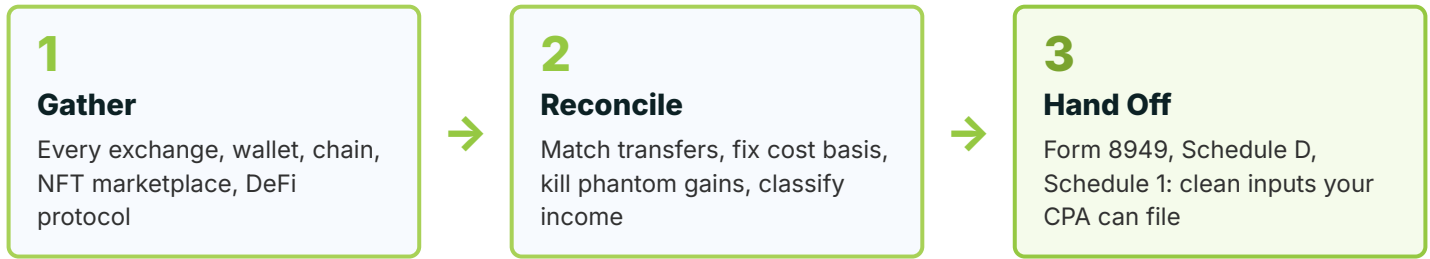 1
Gather
Every exchange, wallet, chain,
NFT marketplace, DeFi
protocol
2
Reconcile
Match transfers, fix cost basis,
kill phantom gains, classify
income
3
Hand Off
Form 8949, Schedule D,
Schedule 1: clean inputs your
CPA can file